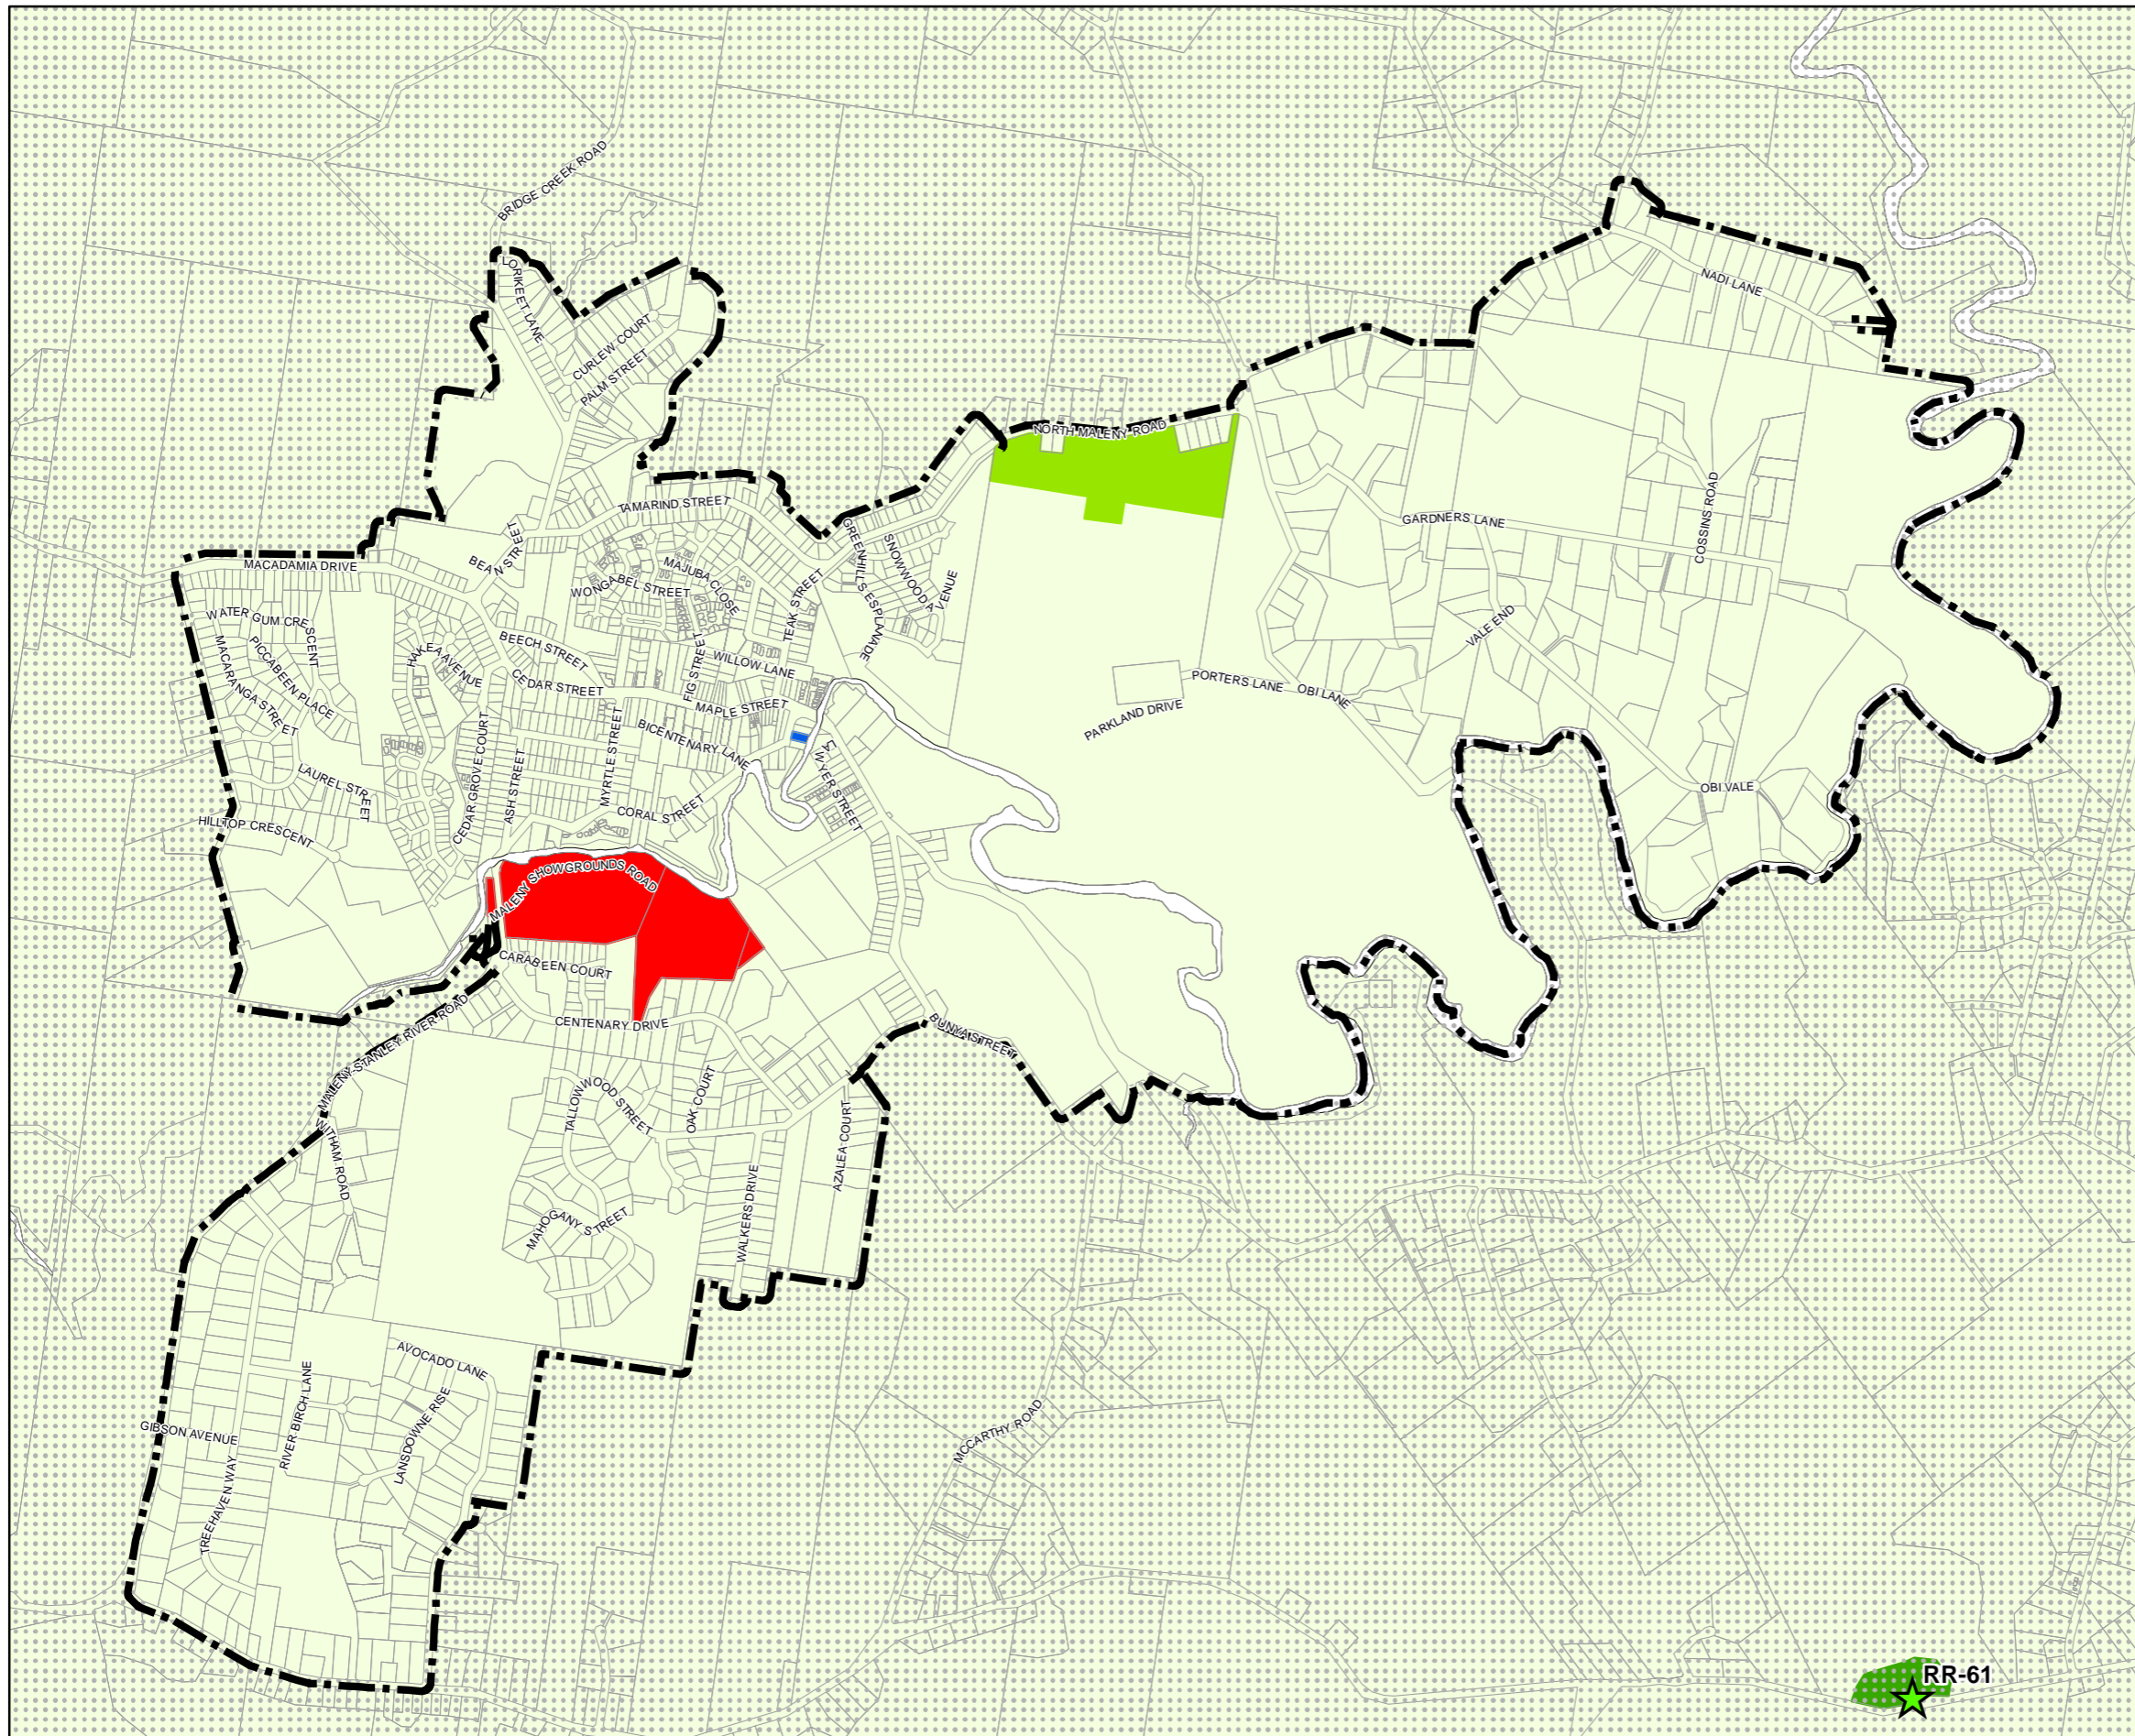 BRIDGE CREEK ROAD
LORIKEET LANE
CURLEW COURT
PALM STREET
NADI LANE
NORTH MALENY ROAD
TAMARIND STREET
GREENHILLS ESPLANADE
SNOWWOOD AVENUE
GARDNERS LANE
COSSINS ROAD
BEAN STREET
MACADAMIA DRIVE
MAJUBA CLOSE
WONGABEL STREET
TEAK STREET
WATER GUM CRESCENT
PICCABEEN PLACE
MACARANGA STREET
HAKEA AVENUE
BEECH STREET
VALE END
WILLOW LANE
FIG STREET
CEDAR STREET
MAPLE STREET
PORTERS LANE
OBI LANE
PARKLAND DRIVE
BICENTENARY LANE
LAWYER STREET
MYRTLE STREET
CEDAR GROVE COURT
ASH STREET
LAUREL STREET
OBI VALE
CORAL STREET
HILLTOP CRESCENT
MALENY SHOWGROUNDS ROAD
CARABEEN COURT
CENTENARY DRIVE
BUNYA STREET
MALENY-STANLEY RIVER ROAD
TALLOWWOOD STREET
OAK COURT
AZALEA COURT
WITHAM ROAD
WALKERS DRIVE
MAHOGANY STREET
AVOCADO LANE
RIVER BIRCH LANE
LANSDOWNE RISE
GIBSON AVENUE
MCCARTHY ROAD
TREEHAVEN WAY
RR-61